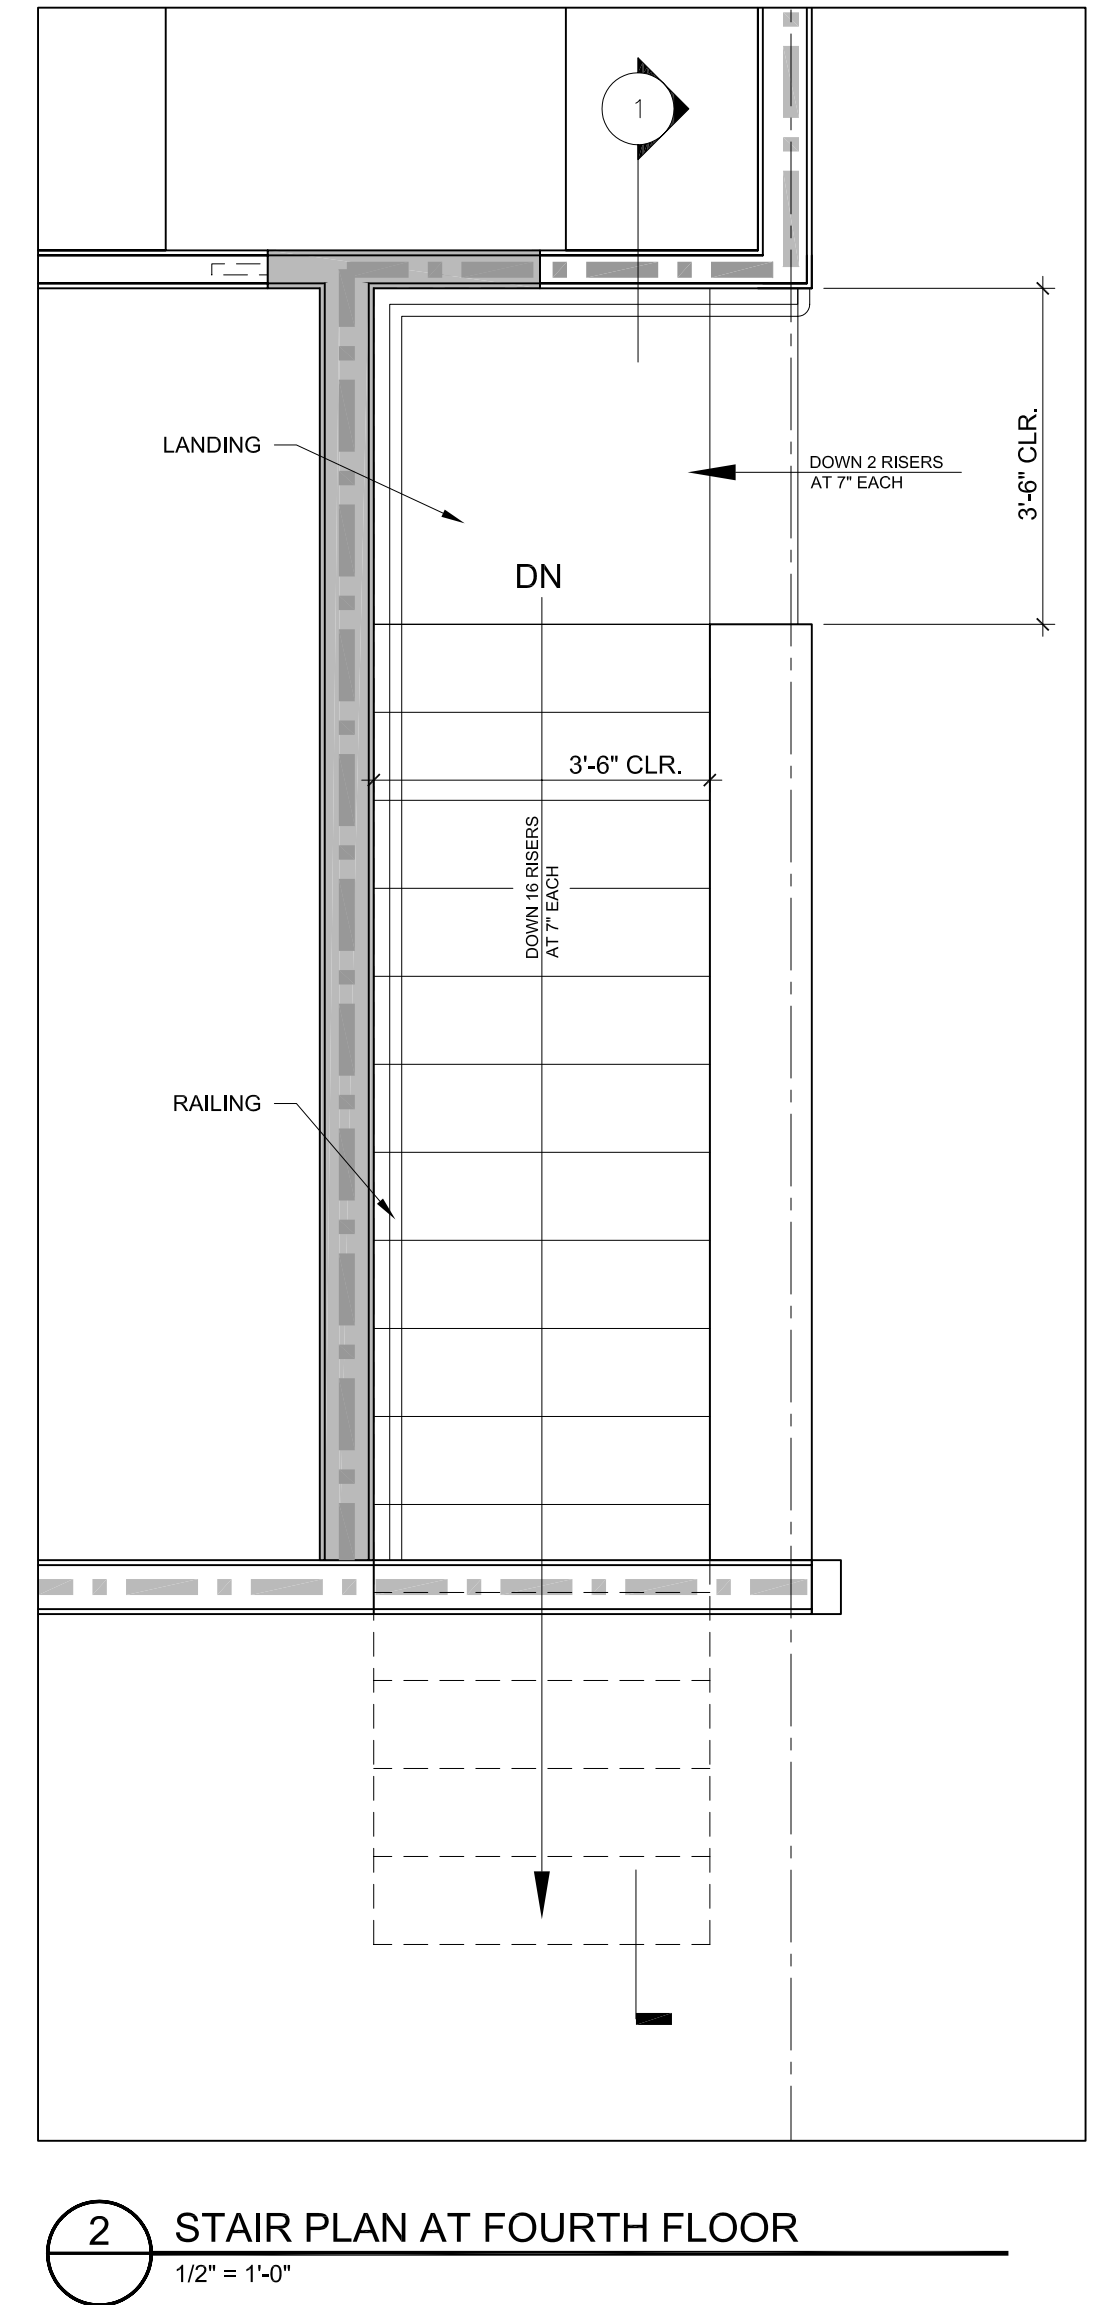 1
LANDING
DOWN 2 RISERS
AT 7" EACH
3'-6" CLR.
DN
3'-6" CLR.
DOWN 16 RISERS
AT 7" EACH
RAILING
2
STAIR PLAN AT FOURTH FLOOR
1/2" = 1'-0"